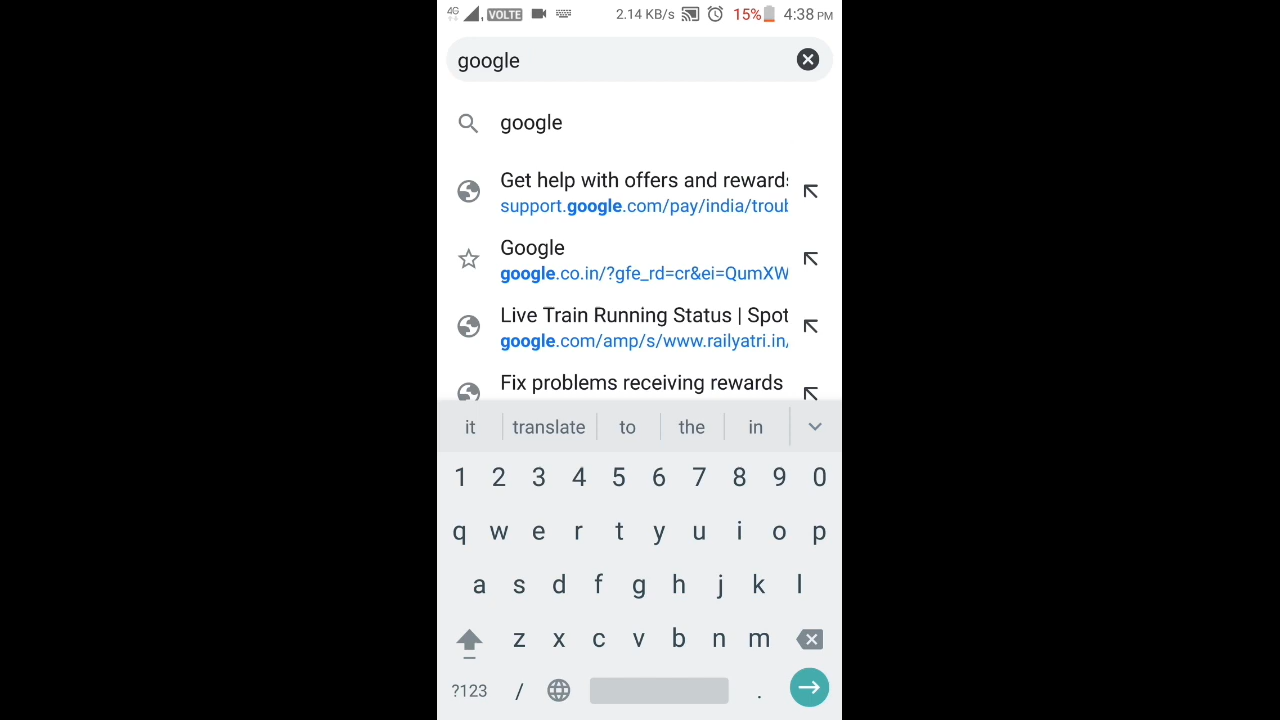 4G VOLTE 2.14 KB/s 15% 4:38 PM
google
google
Get help with offers and rewards
support.google.com/pay/india/troub
Google
google.co.in/?gfe_rd=cr&ei=QumXW
Live Train Running Status | Spot
google.com/amp/s/www.railyatri.in/
Fix problems receiving rewards
it translate to the in
1 2 3 4 5 6 7 8 9 0
q w e r t y u i o p
a s d f g h j k l
z x c v b n m
?123 / .